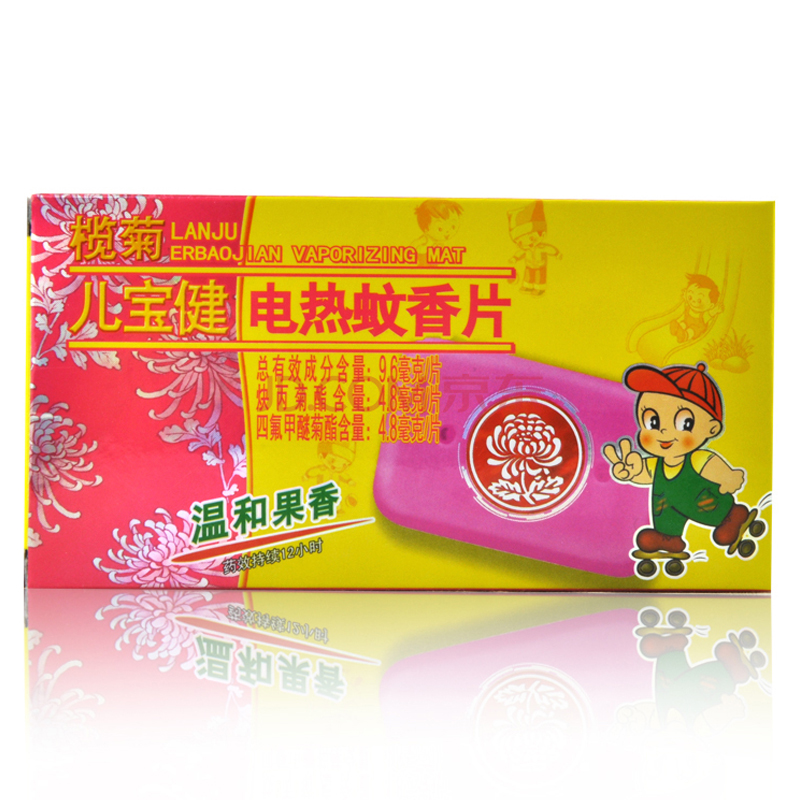 榄菊 LANJU
ERBAOJIAN VAPORIZING MAT
儿宝健 电热蚊香片
总有效成分含量：9.6毫克/片
炔丙菊酯含量：4.8毫克/片
四氟甲醚菊酯含量：4.8毫克/片
温和果香
药效持续12小时